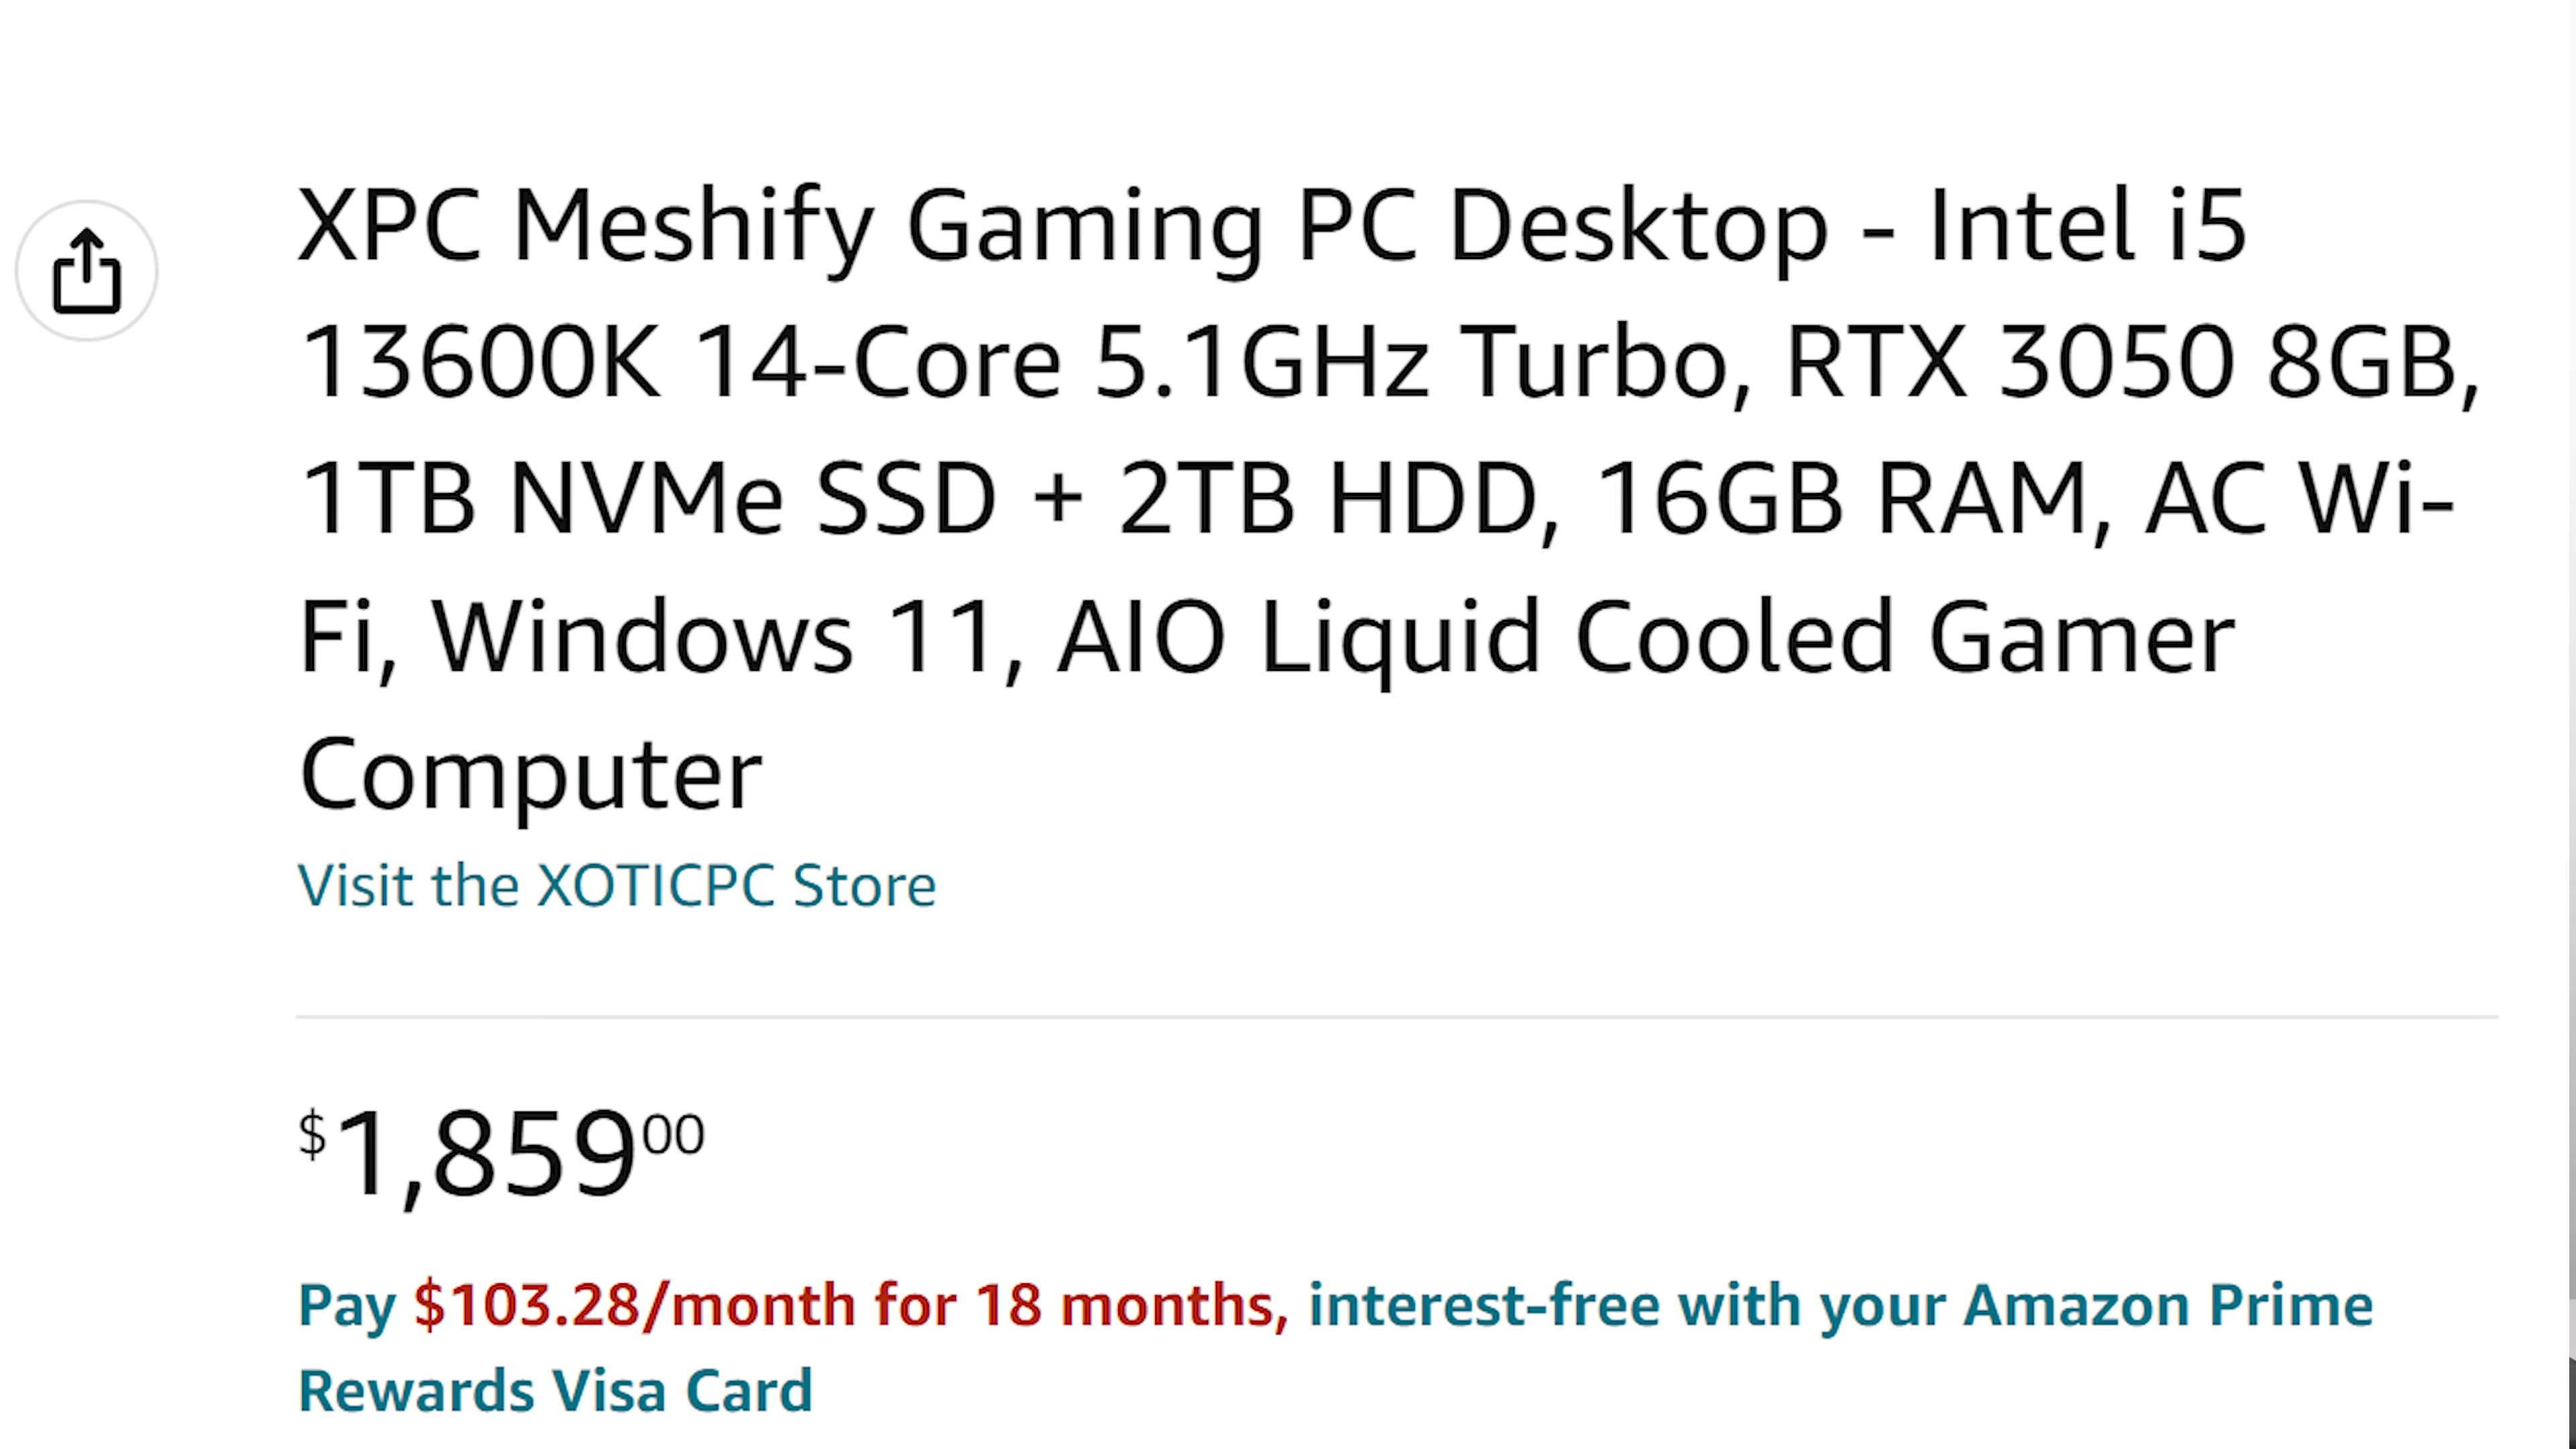 XPC Meshify Gaming PC Desktop - Intel i5
13600K 14-Core 5.1GHz Turbo, RTX 3050 8GB,
1TB NVMe SSD + 2TB HDD, 16GB RAM, AC Wi-
Fi, Windows 11, AIO Liquid Cooled Gamer
Computer
Visit the XOTICPC Store
$1,85900
Pay $103.28/month for 18 months, interest-free with your Amazon Prime
Rewards Visa Card